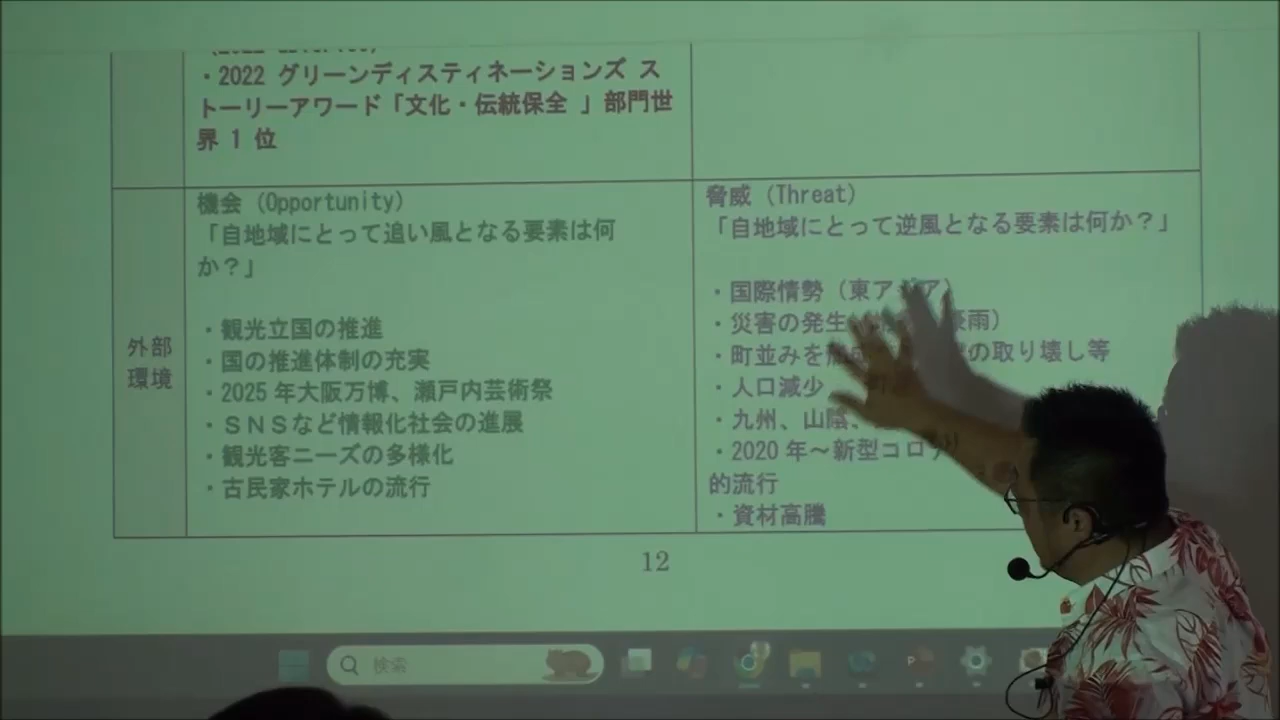 ・2022 グリーンディスティネーションズ ス
トーリーアワード「文化・伝統保全 」部門世
界 1 位
外部
環境
機会（Opportunity）
「自地域にとって追い風となる要素は何
か？」
・観光立国の推進
・国の推進体制の充実
・2025 年大阪万博、瀬戸内芸術祭
・ＳＮＳなど情報化社会の進展
・観光客ニーズの多様化
・古民家ホテルの流行
脅威（Threat）
「自地域にとって逆風となる要素は何か？」
・国際情勢（東アジア）
・災害の発生 豪雨）
・町並みを の取り壊し等
・人口減少
・九州、山陰、
・2020 年～新型コロナ
的流行
・資材高騰
12
検索